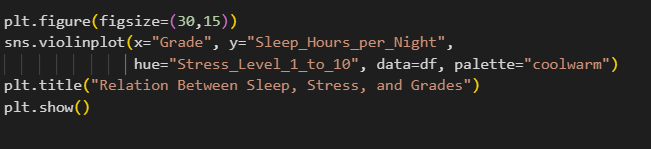 plt.figure(figsize=(30,15))
sns.violinplot(x="Grade", y="Sleep_Hours_per_Night",
               hue="Stress_Level_1_to_10", data=df, palette="coolwarm")
plt.title("Relation Between Sleep, Stress, and Grades")
plt.show()